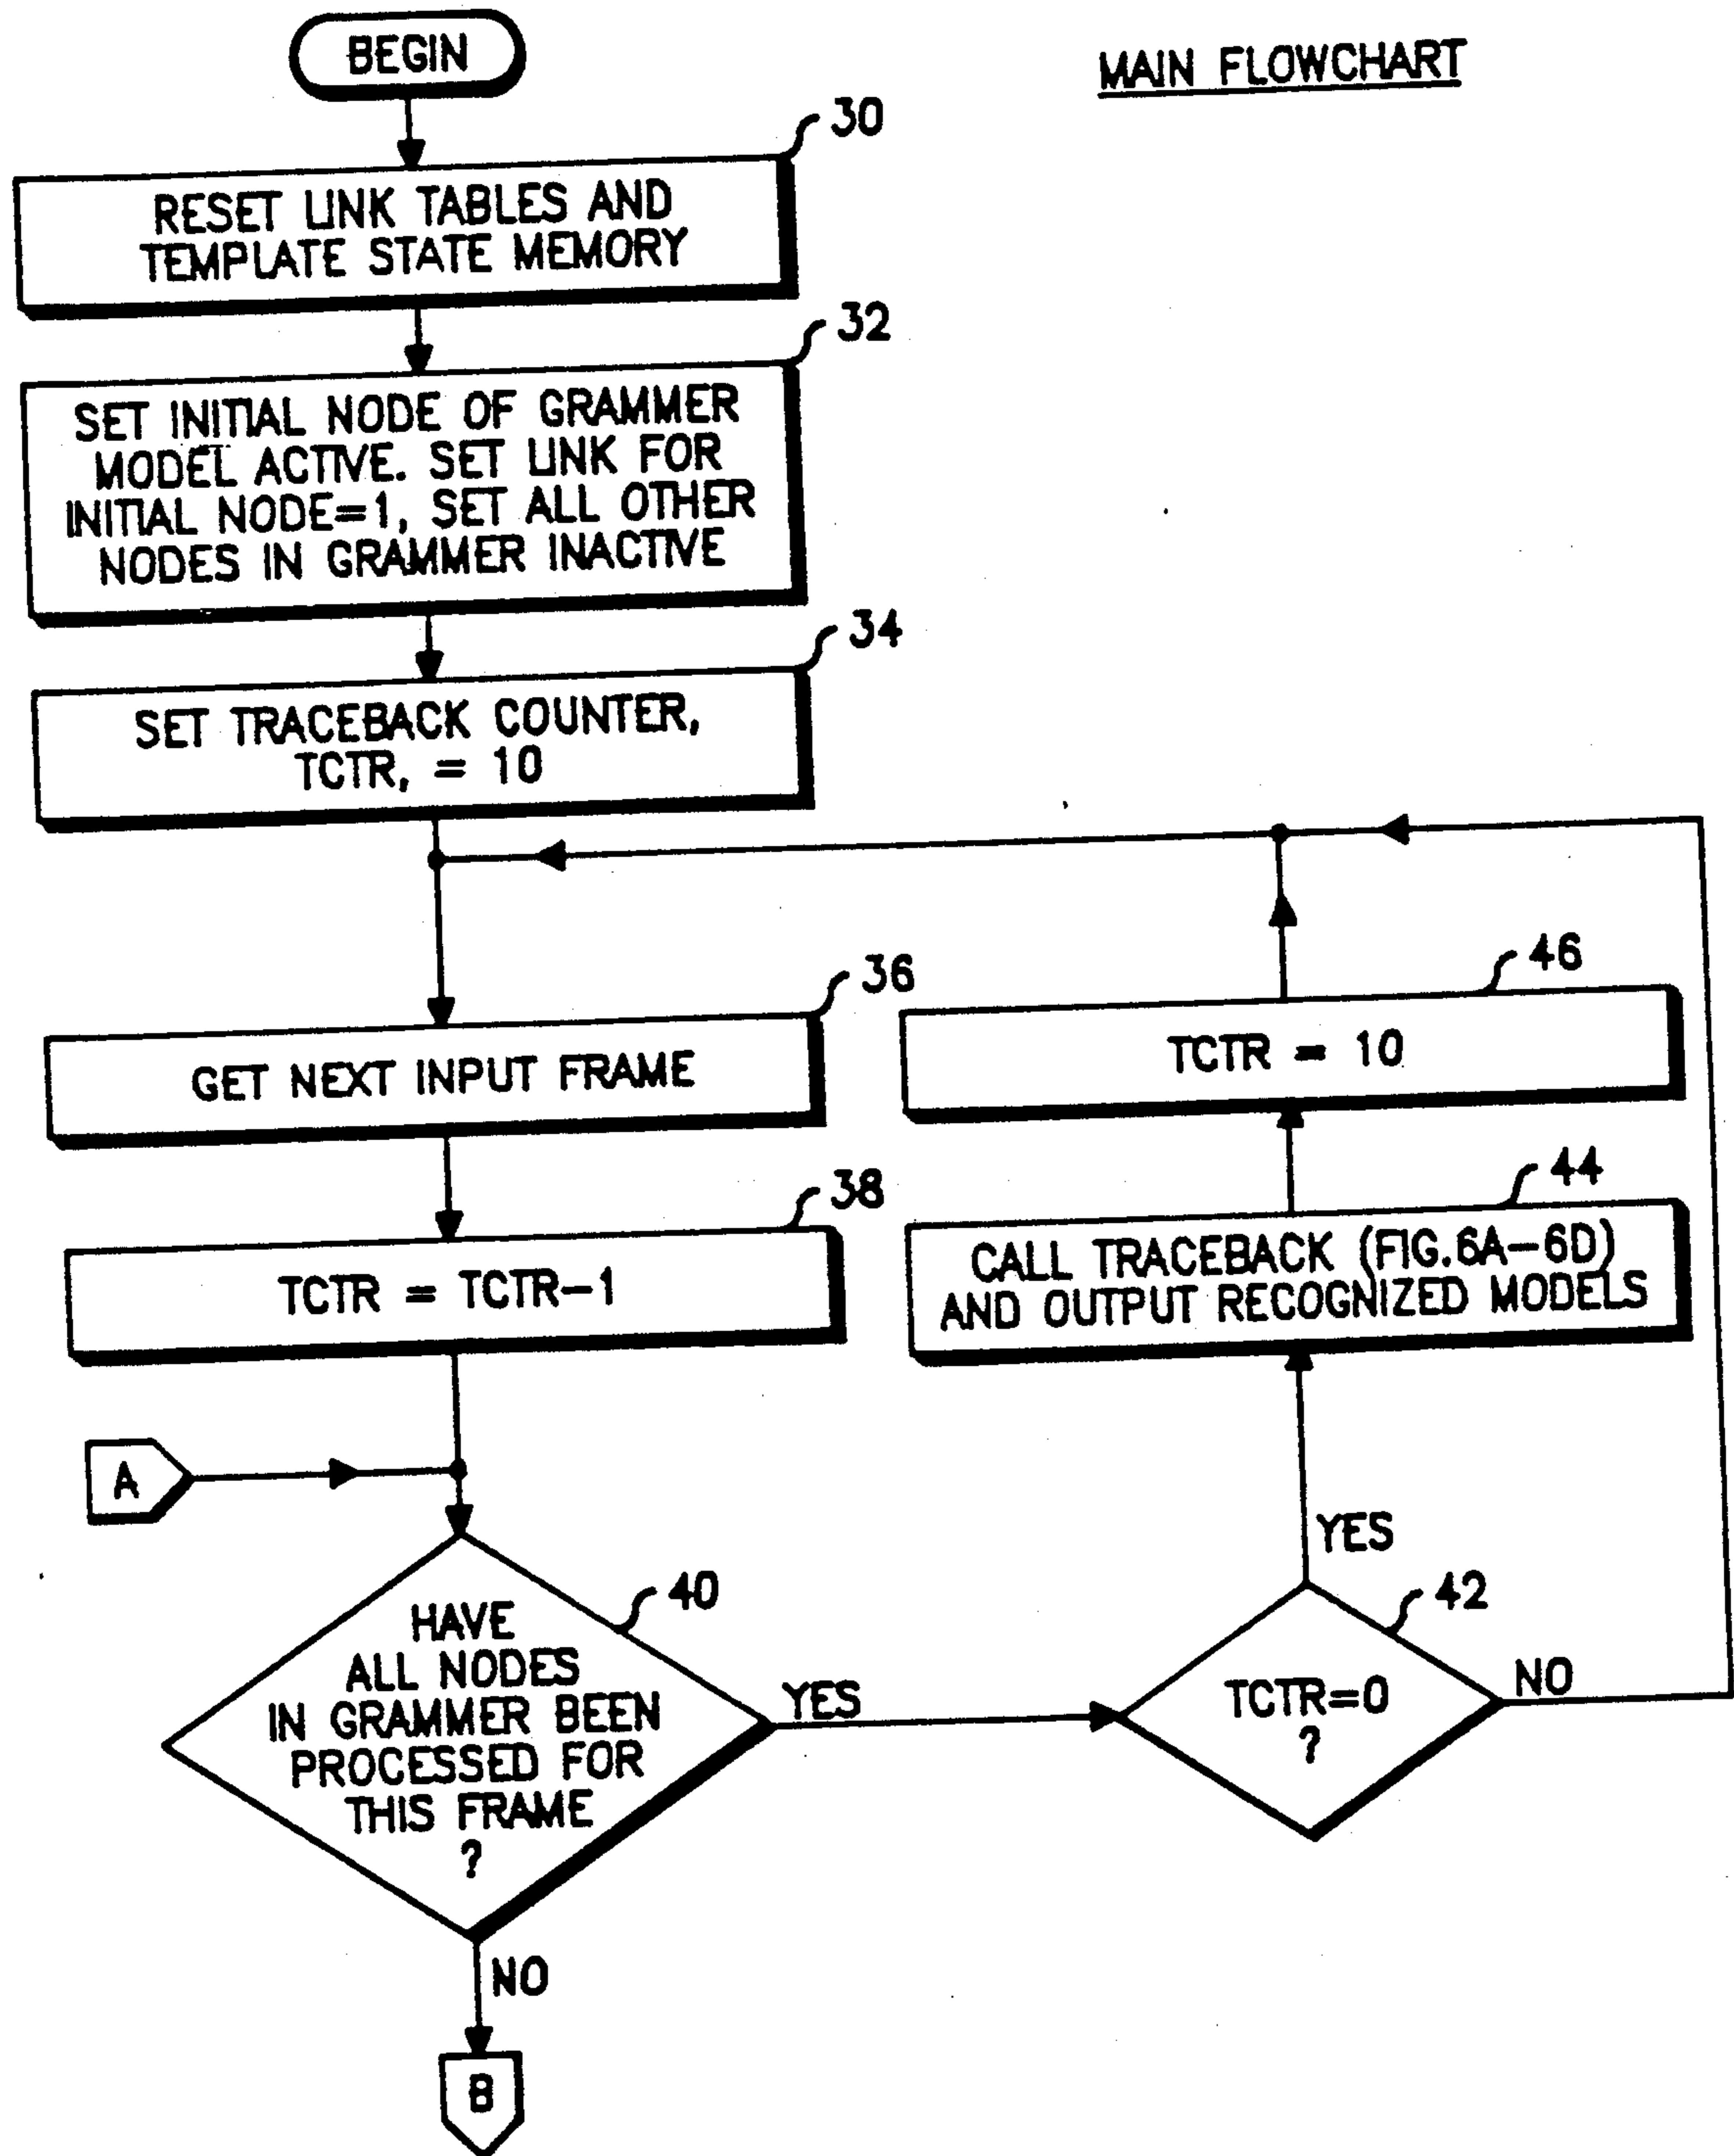 BEGIN
MAIN FLOWCHART
30
RESET LINK TABLES AND
TEMPLATE STATE MEMORY
32
SET INITIAL NODE OF GRAMMER
MODEL ACTIVE. SET LINK FOR
INITIAL NODE=1, SET ALL OTHER
NODES IN GRAMMER INACTIVE
34
SET TRACEBACK COUNTER,
TCTR, = 10
36
GET NEXT INPUT FRAME
46
TCTR = 10
38
TCTR = TCTR-1
44
CALL TRACEBACK (FIG.6A-6D)
AND OUTPUT RECOGNIZED MODELS
A
40
HAVE
ALL NODES
IN GRAMMER BEEN
PROCESSED FOR
THIS FRAME
?
YES
NO
B
42
TCTR=0
?
YES
NO